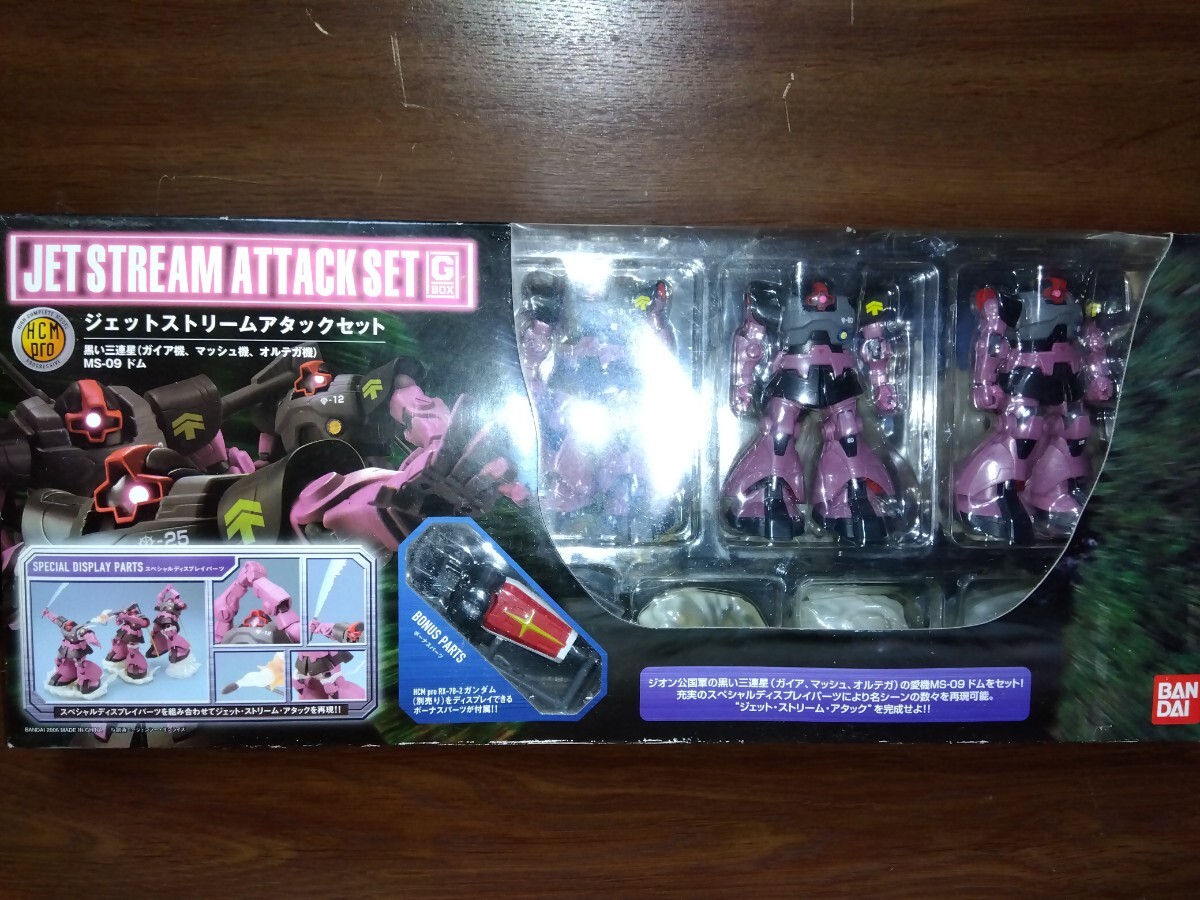 JET STREAM ATTACK SET
G
BOX
HIGH COMPLETE MODEL
HCM
pro
PROGRESSIVE
ジェットストリームアタックセット
黒い三連星(ガイア機、マッシュ機、オルテガ機)
MS-09 ドム
-12
-25
SPECIAL DISPLAY PARTS スペシャルディスプレイパーツ
スペシャルディスプレイパーツを組み合わせてジェット・ストリーム・アタックを再現!!
BANDAI 2006 MADE IN CHINA
BONUS PARTS
ボーナスパーツ
HCM pro RX-78-2 ガンダム
(別売り)をディスプレイできる
ボーナスパーツが付属!!
ジオン公国軍の黒い三連星(ガイア、マッシュ、オルテガ)の愛機MS-09 ドムをセット!
充実のスペシャルディスプレイパーツにより名シーンの数々を再現可能。
"ジェット・ストリーム・アタック"を完成せよ!!
BAN
DAI